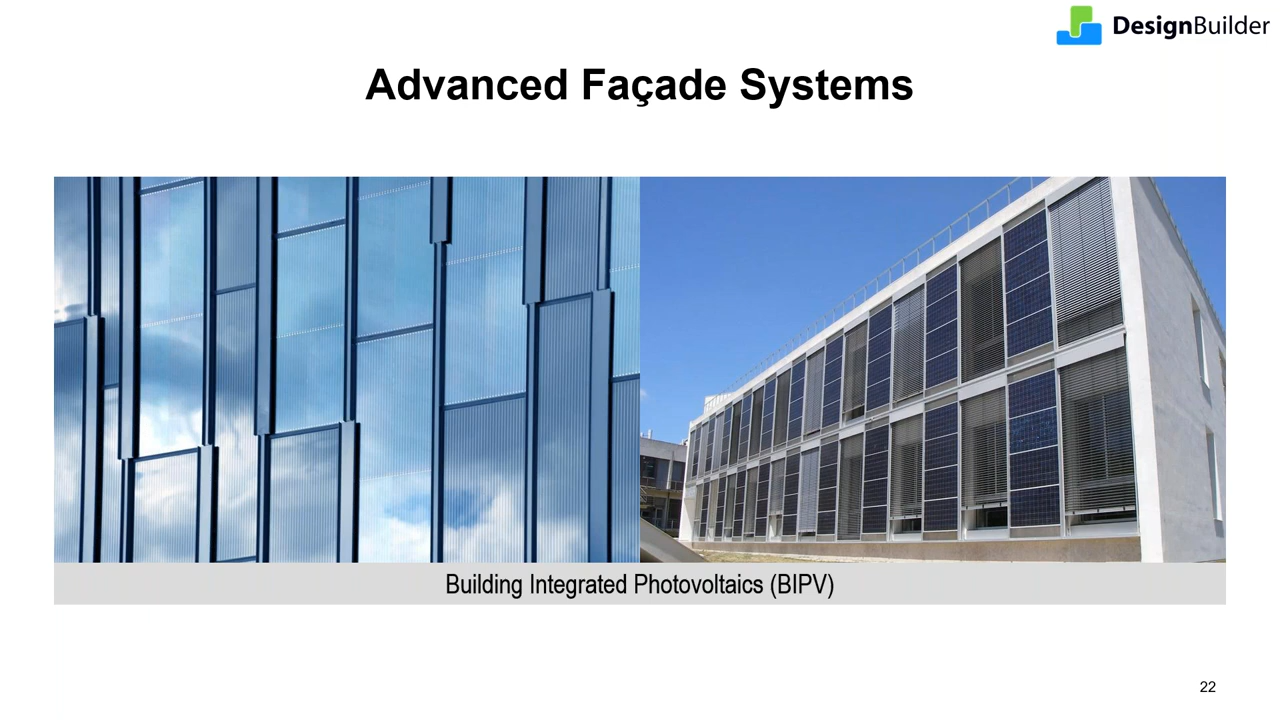 DesignBuilder
Advanced Façade Systems
Building Integrated Photovoltaics (BIPV)
22